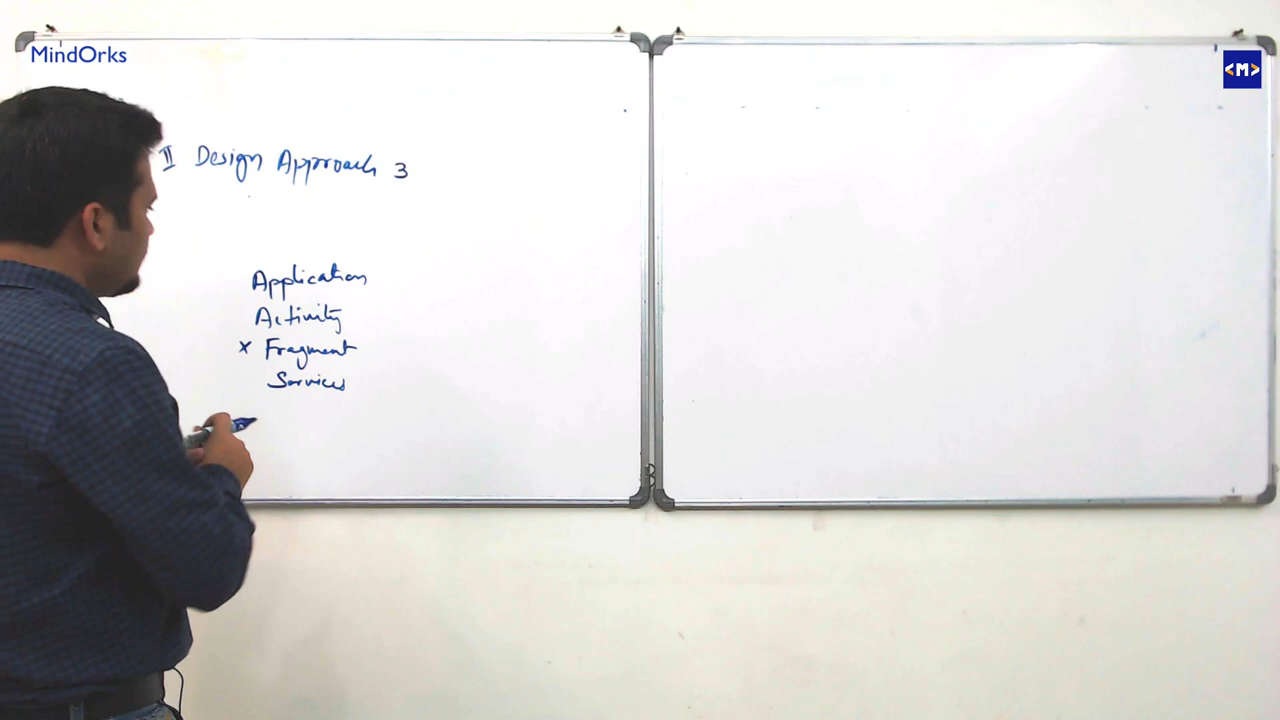 MindOrks
<M>
II Design Approach 3
Application
Activity
x Fragment
Services